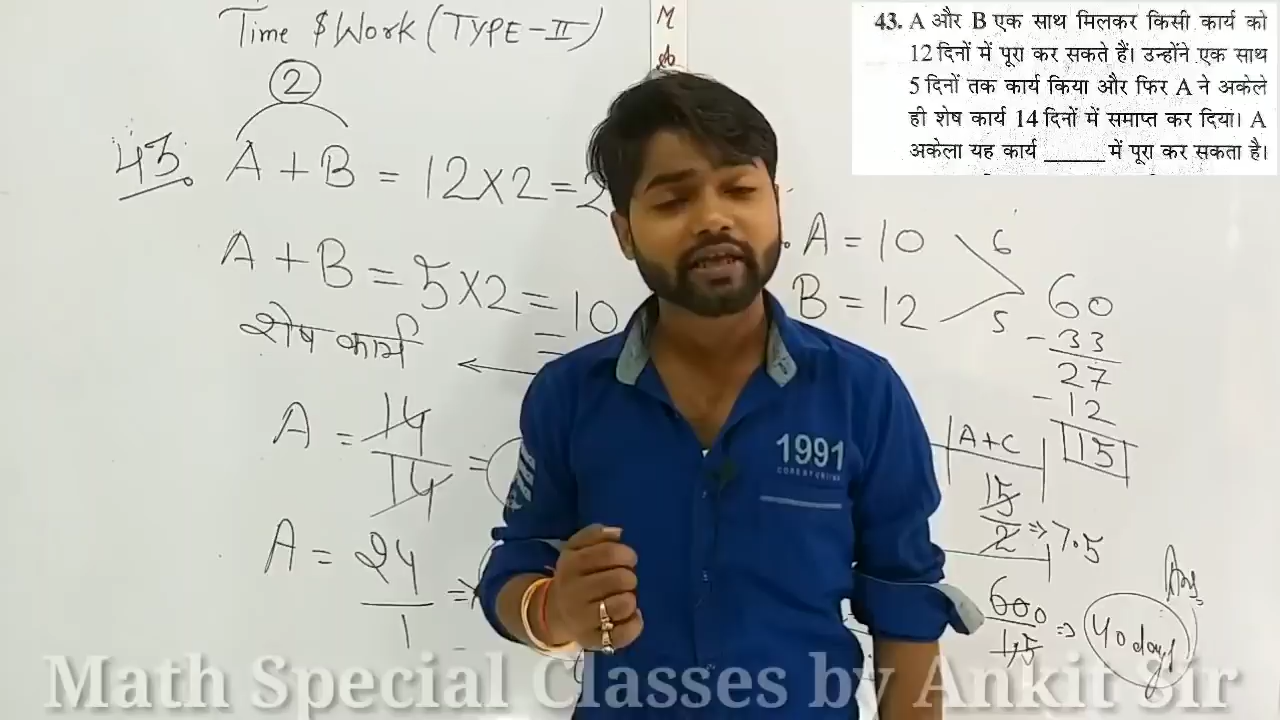 Time $ Work (TYPE-II)
2
43. A + B = 12×2=2
A + B = 5×2=10
शेष कार्य
A = 14/14 =
A = 24/1 =
M
43. A और B एक साथ मिलकर किसी कार्य को
12 दिनों में पूरा कर सकते हैं। उन्होंने एक साथ
5 दिनों तक कार्य किया और फिर A ने अकेले
ही शेष कार्य 14 दिनों में समाप्त कर दिया। A
अकेला यह कार्य ______ में पूरा कर सकता है।
A = 10 6
B = 12 5
60
-33
27
-12
15
A+C
15/2 ⇒ 7.5
600/15 ⇒ 40 days
Ans
1991
Math Special Classes by Ankit Sir